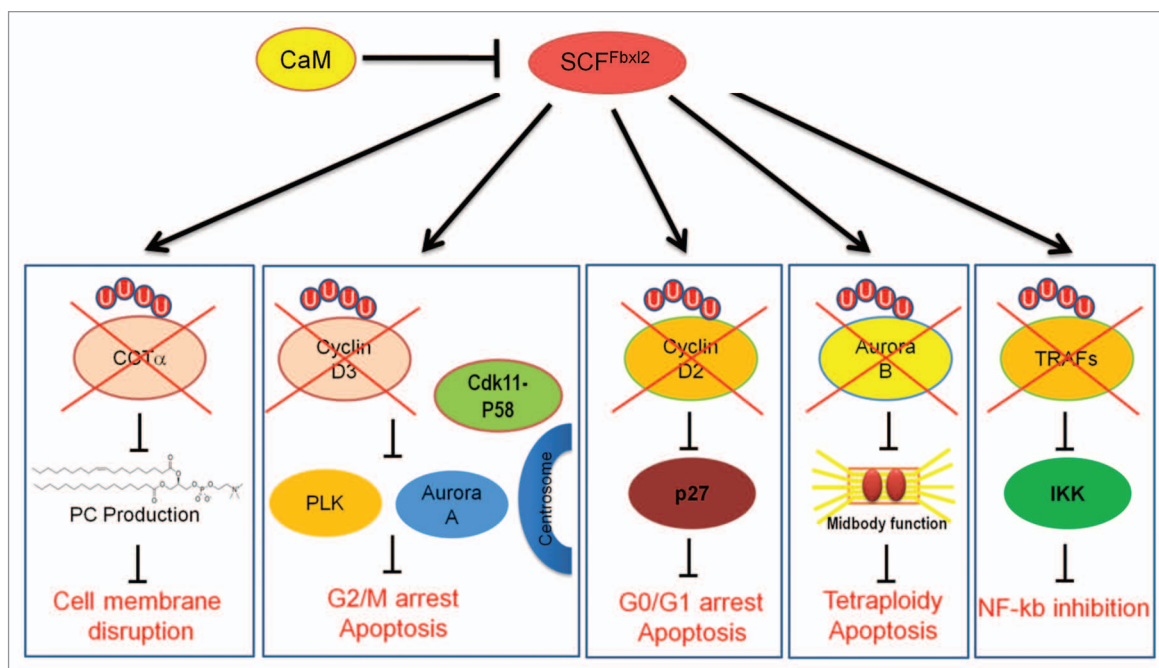 CaM
SCFFbxl2
U U U U
CCTα
PC Production
Cell membrane
disruption
U U U U
Cyclin
D3
Cdk11-
P58
PLK
Aurora
A
Centrosome
G2/M arrest
Apoptosis
U U U U
Cyclin
D2
p27
G0/G1 arrest
Apoptosis
U U U U
Aurora
B
Midbody function
Tetraploidy
Apoptosis
U U U U
TRAFs
IKK
NF-kb inhibition